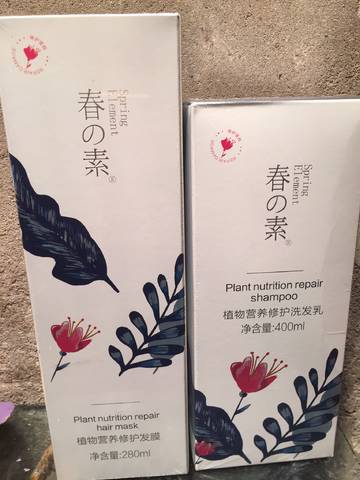 Spring
Element
春の素®
Plant nutrition repair
hair mask
植物营养修护发膜
净含量:280ml
Spring
Element
春の素®
Plant nutrition repair
shampoo
植物营养修护洗发乳
净含量:400ml